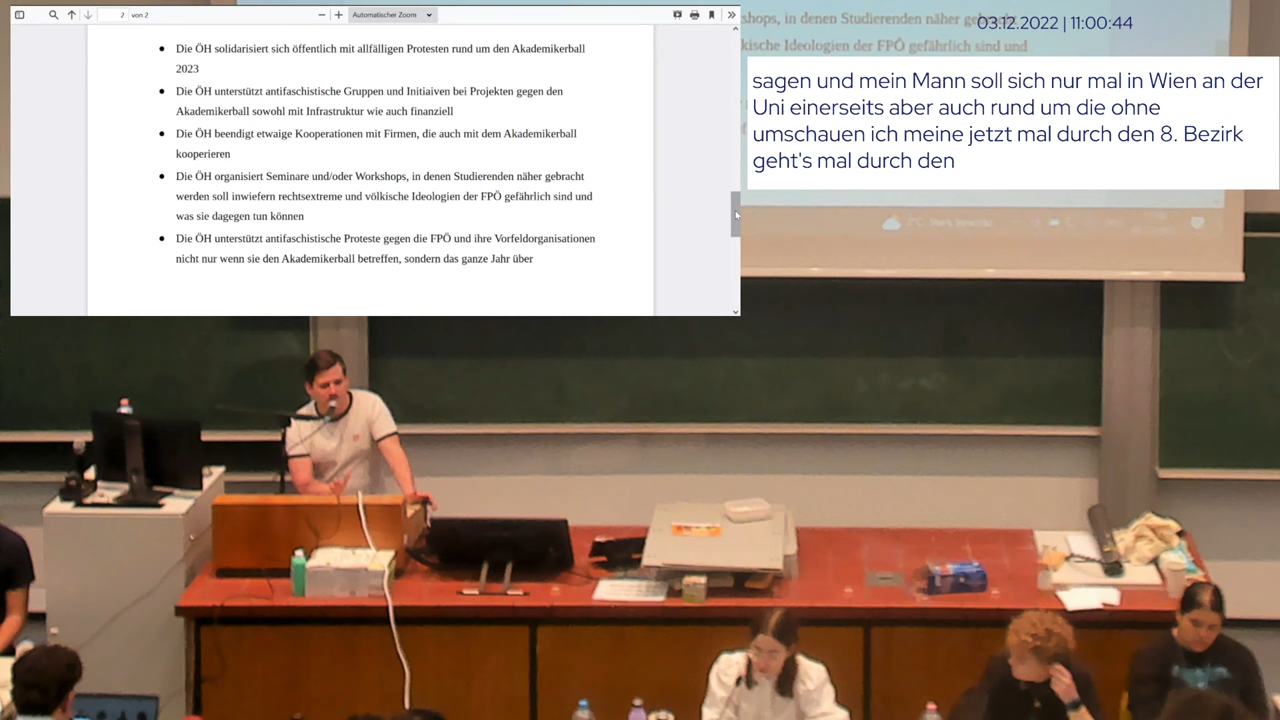 2 von 2
Automatischer Zoom
● Die ÖH solidarisiert sich öffentlich mit allfälligen Protesten rund um den Akademikerball
2023
● Die ÖH unterstützt antifaschistische Gruppen und Initiaiven bei Projekten gegen den
Akademikerball sowohl mit Infrastruktur wie auch finanziell
● Die ÖH beendigt etwaige Kooperationen mit Firmen, die auch mit dem Akademikerball
kooperieren
● Die ÖH organisiert Seminare und/oder Workshops, in denen Studierenden näher gebracht
werden soll inwiefern rechtsextreme und völkische Ideologien der FPÖ gefährlich sind und
was sie dagegen tun können
● Die ÖH unterstützt antifaschistische Proteste gegen die FPÖ und ihre Vorfeldorganisationen
nicht nur wenn sie den Akademikerball betreffen, sondern das ganze Jahr über
shops, in denen Studierenden näher gebracht
03.12.2022 | 11:00:44
kische Ideologien der FPÖ gefährlich sind und
sagen und mein Mann soll sich nur mal in Wien an der
Uni einerseits aber auch rund um die ohne
umschauen ich meine jetzt mal durch den 8. Bezirk
geht's mal durch den
2°C